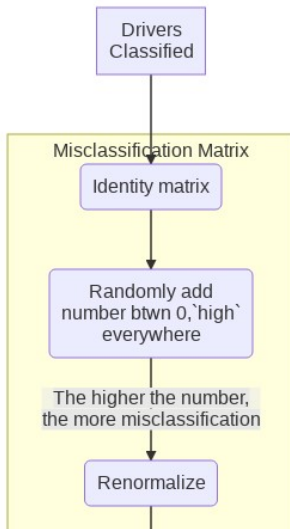 Drivers
Classified
Misclassification Matrix
Identity matrix
Randomly add
number btwn 0,`high`
everywhere
The higher the number,
the more misclassification
Renormalize